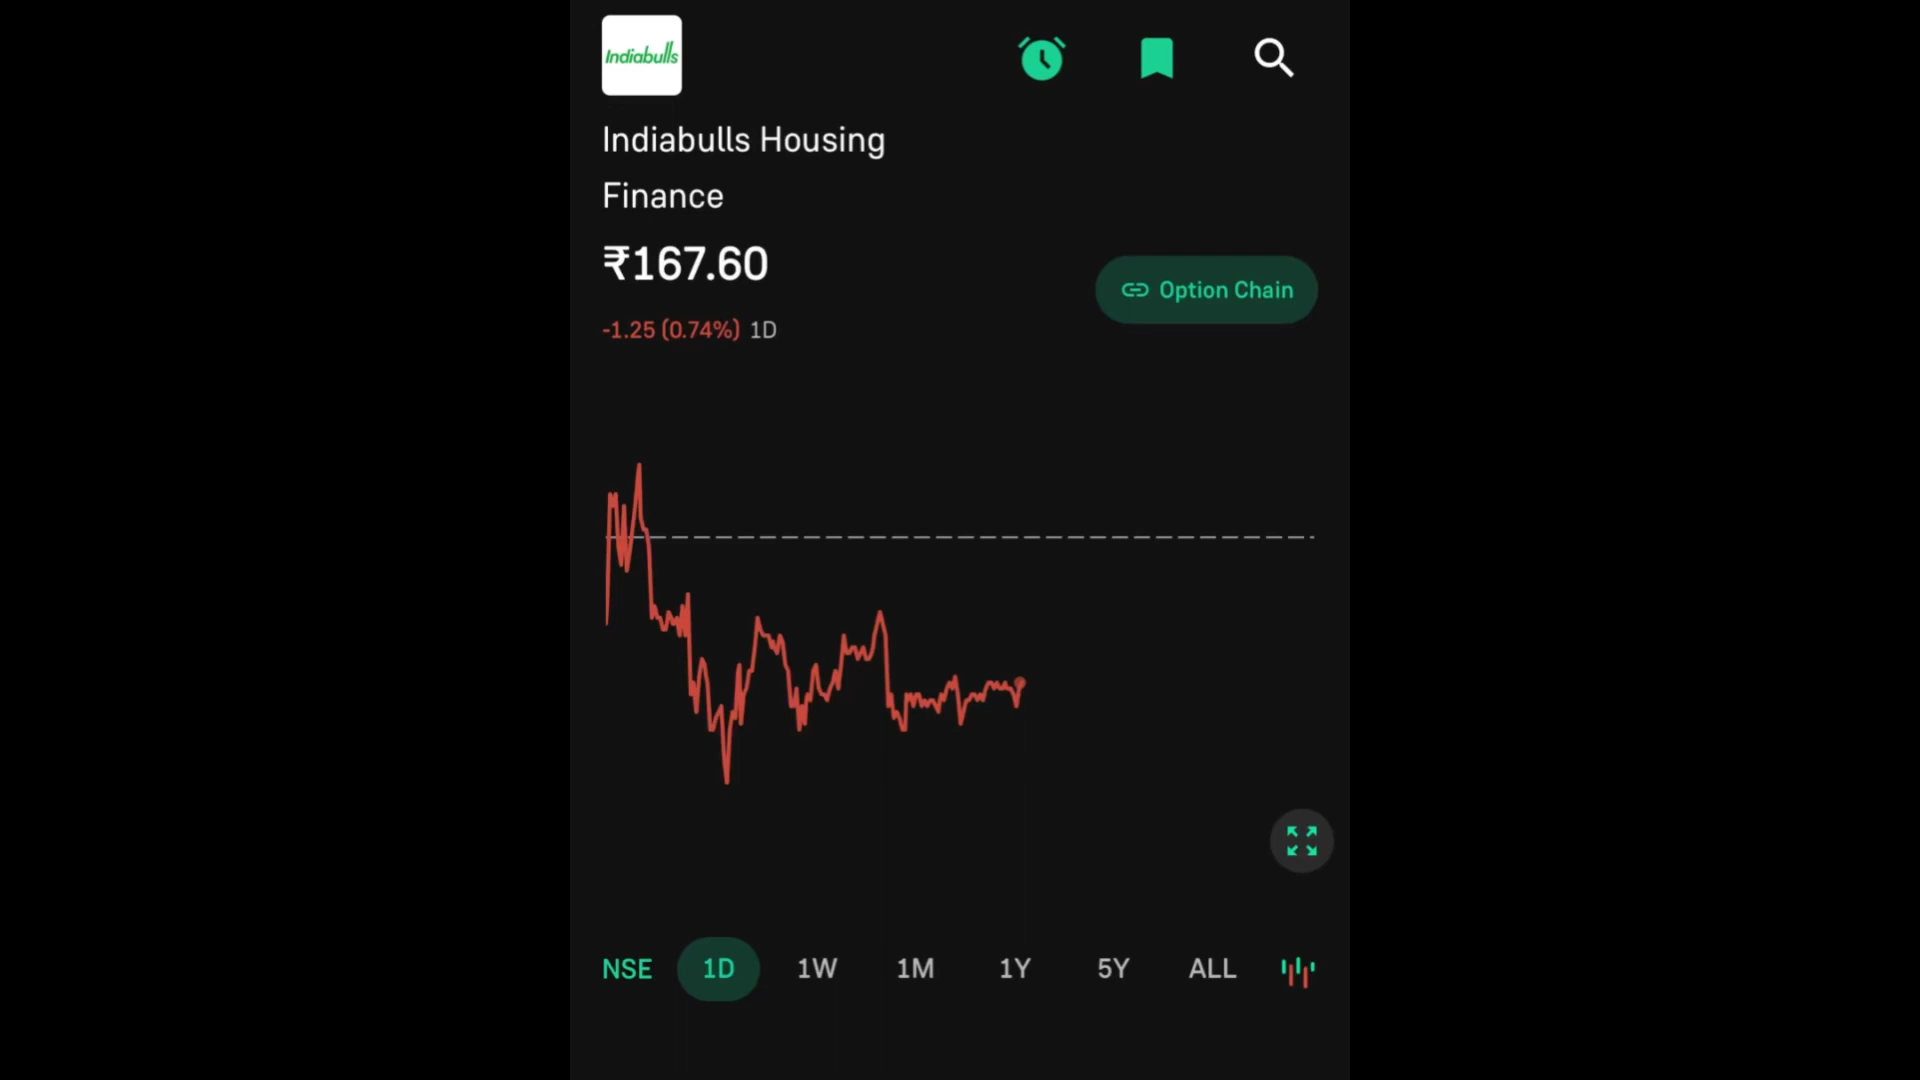 Indiabulls
Indiabulls Housing
Finance
₹167.60
Option Chain
-1.25 (0.74%) 1D
NSE 1D 1W 1M 1Y 5Y ALL